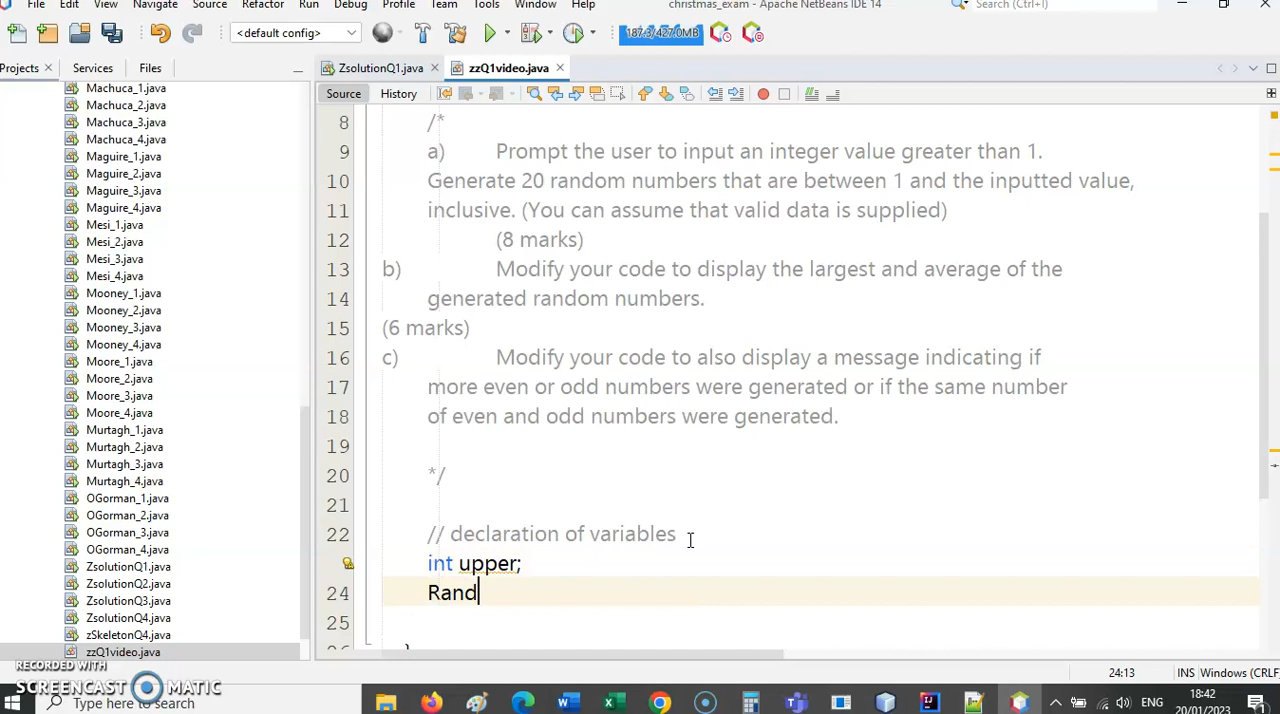 File Edit View Navigate Source Refactor Run Debug Profile Team Tools Window Help christmas_exam - Apache NetBeans IDE 14 Search (Ctrl+I)
<default config> 187.3/427.0MB
Projects Services Files ZsolutionQ1.java zzQ1video.java
Source History
Machuca_1.java
Machuca_2.java
Machuca_3.java
Machuca_4.java
Maguire_1.java
Maguire_2.java
Maguire_3.java
Maguire_4.java
Mesi_1.java
Mesi_2.java
Mesi_3.java
Mesi_4.java
Mooney_1.java
Mooney_2.java
Mooney_3.java
Mooney_4.java
Moore_1.java
Moore_2.java
Moore_3.java
Moore_4.java
Murtagh_1.java
Murtagh_2.java
Murtagh_3.java
Murtagh_4.java
OGorman_1.java
OGorman_2.java
OGorman_3.java
OGorman_4.java
ZsolutionQ1.java
ZsolutionQ2.java
ZsolutionQ3.java
ZsolutionQ4.java
zSkeletonQ4.java
zzQ1video.java
8 /*
9 a) Prompt the user to input an integer value greater than 1.
10 Generate 20 random numbers that are between 1 and the inputted value,
11 inclusive. (You can assume that valid data is supplied)
12 (8 marks)
13 b) Modify your code to display the largest and average of the
14 generated random numbers.
15 (6 marks)
16 c) Modify your code to also display a message indicating if
17 more even or odd numbers were generated or if the same number
18 of even and odd numbers were generated.
19
20 */
21
22 // declaration of variables
int upper;
24 Rand
25
26 }
24:13 INS Windows (CRLF)
RECORDED WITH
SCREENCAST MATIC
Type here to search
ENG
18:42
20/01/2023